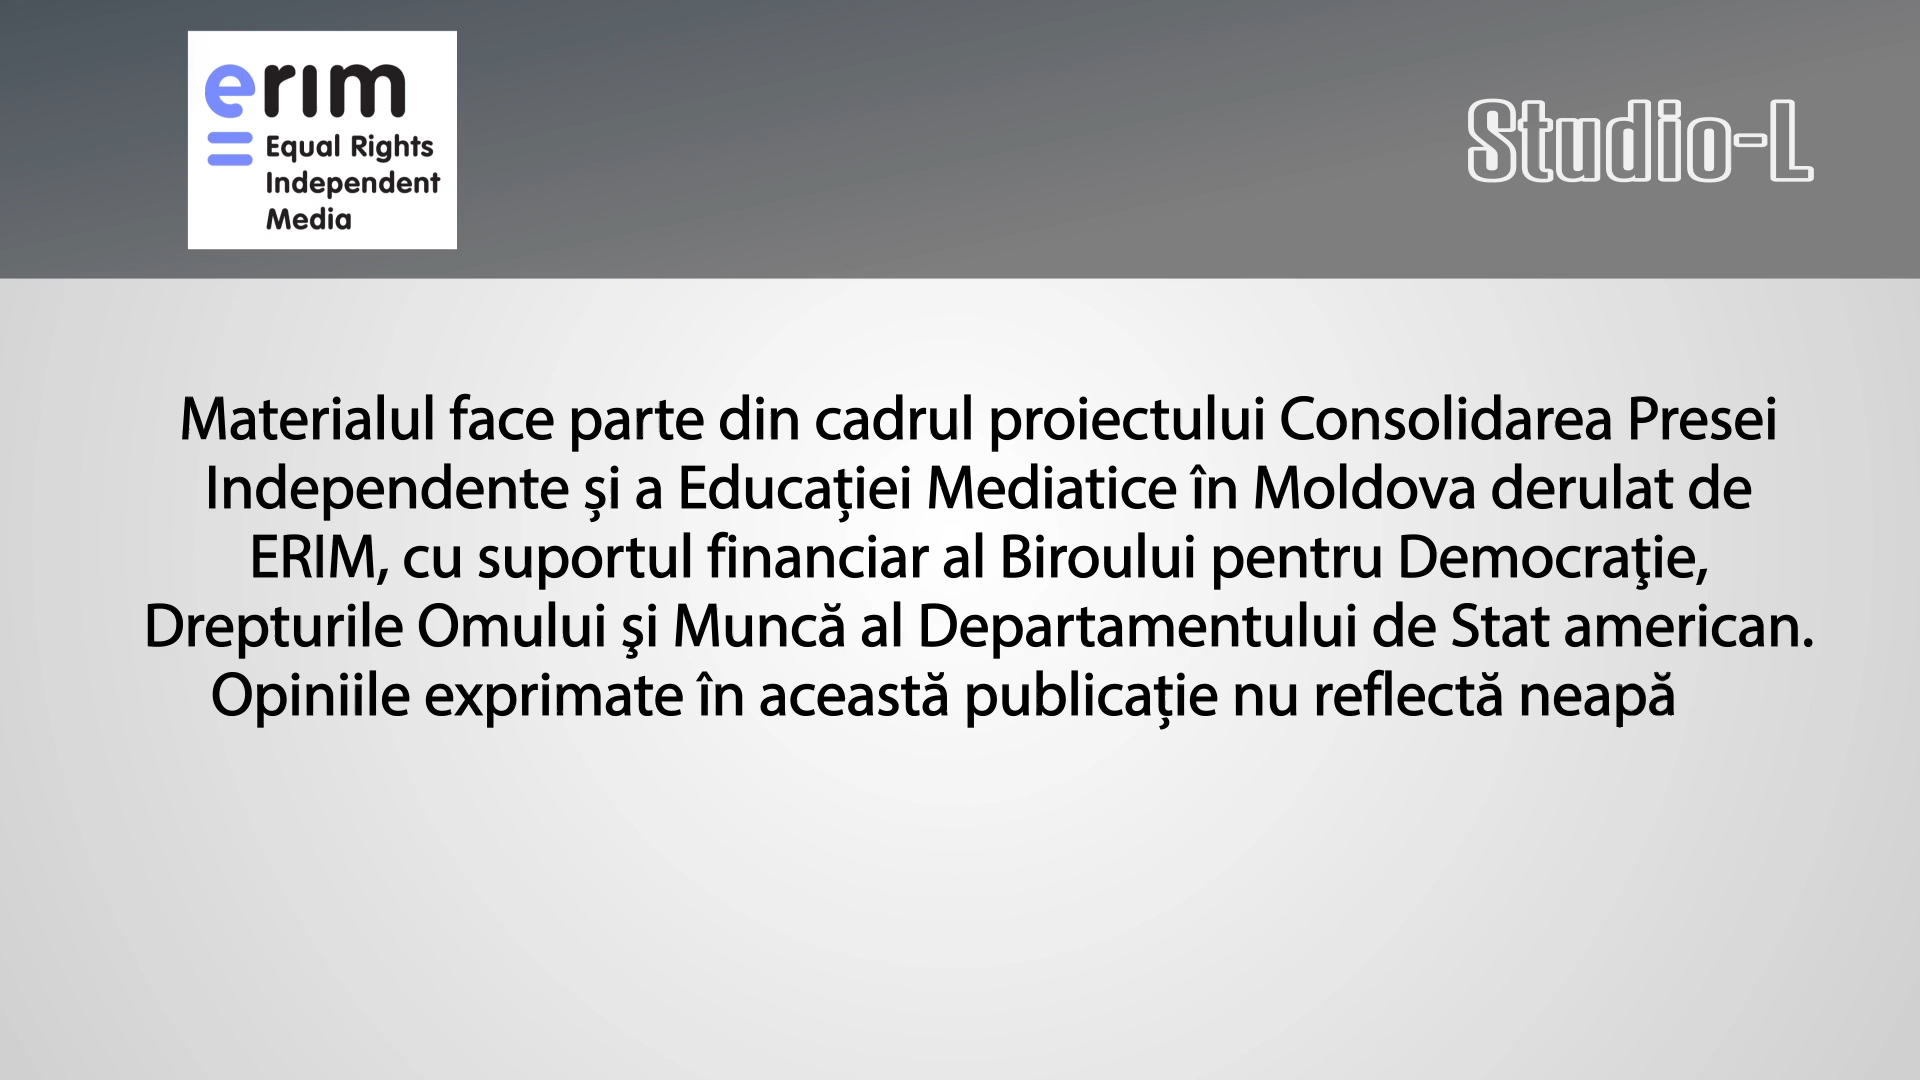 erim
Equal Rights
Independent
Media
Studio-L
Materialul face parte din cadrul proiectului Consolidarea Presei
Independente și a Educației Mediatice în Moldova derulat de
ERIM, cu suportul financiar al Biroului pentru Democraţie,
Drepturile Omului şi Muncă al Departamentului de Stat american.
Opiniile exprimate în această publicație nu reflectă neapă